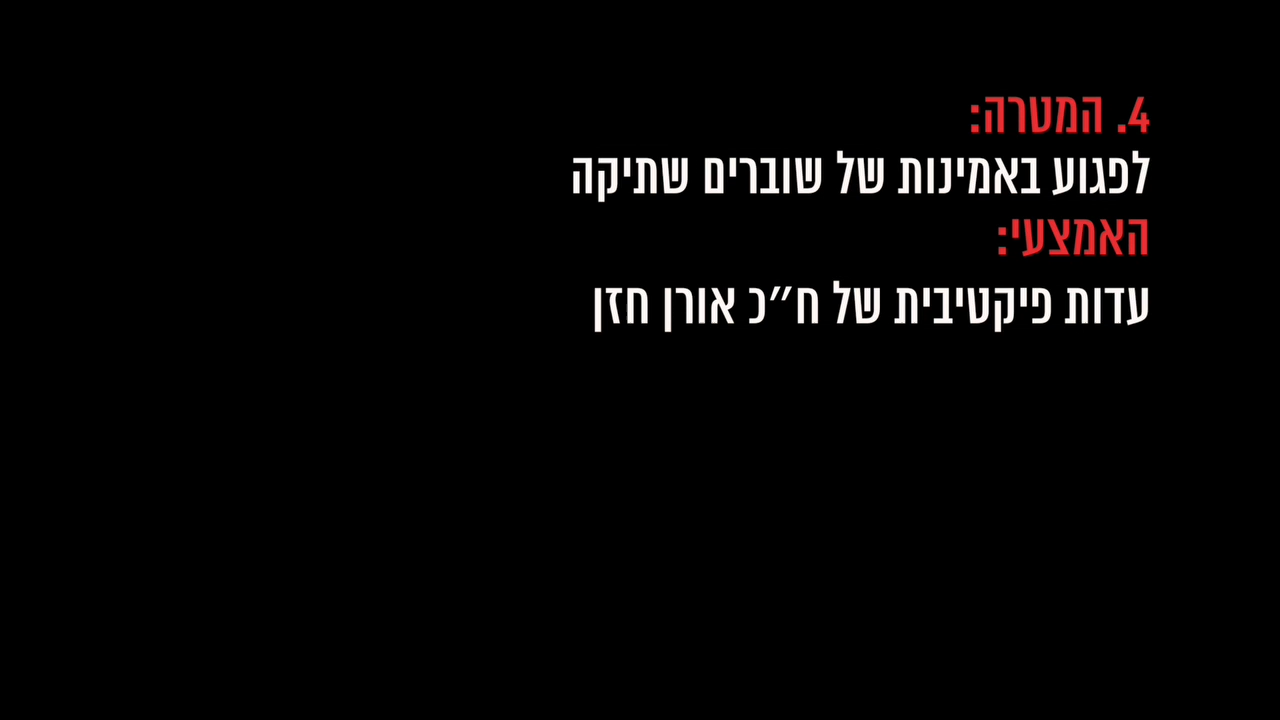 4. המטרה:
לפגוע באמינות של שוברים שתיקה
האמצעי:
עדות פיקטיבית של ח״כ אורן חזן